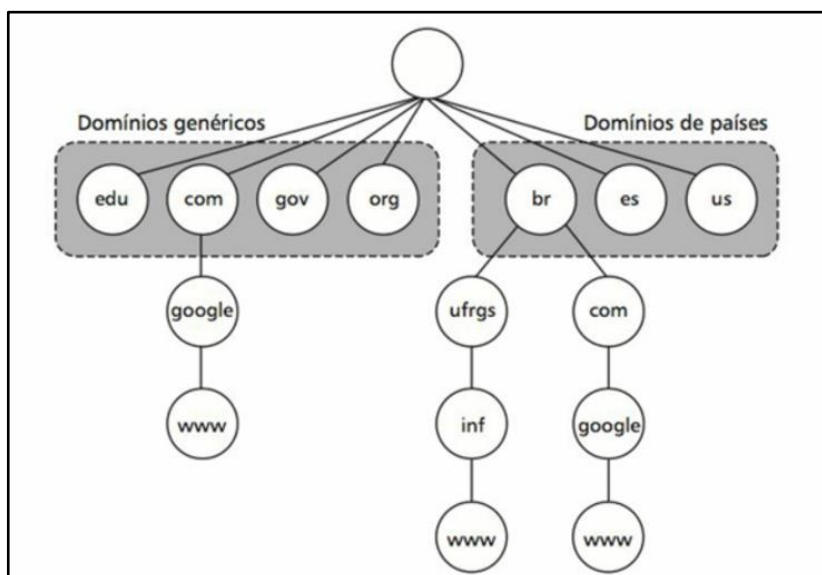 Domínios genéricos
Domínios de países
edu com gov org br es us
google ufrgs com
www inf google
www www